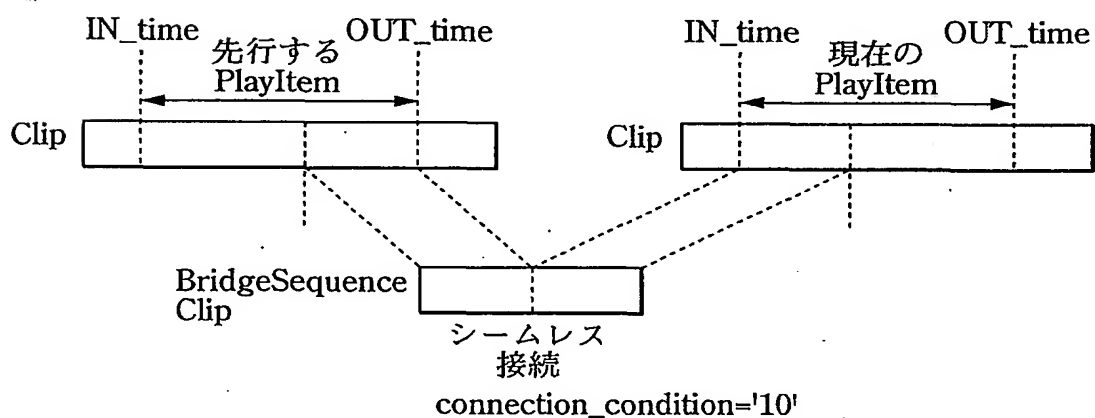 IN_time
OUT_time
先行する
PlayItem
Clip
IN_time
OUT_time
現在の
PlayItem
Clip
BridgeSequence
Clip
シームレス
接続
connection_condition='10'